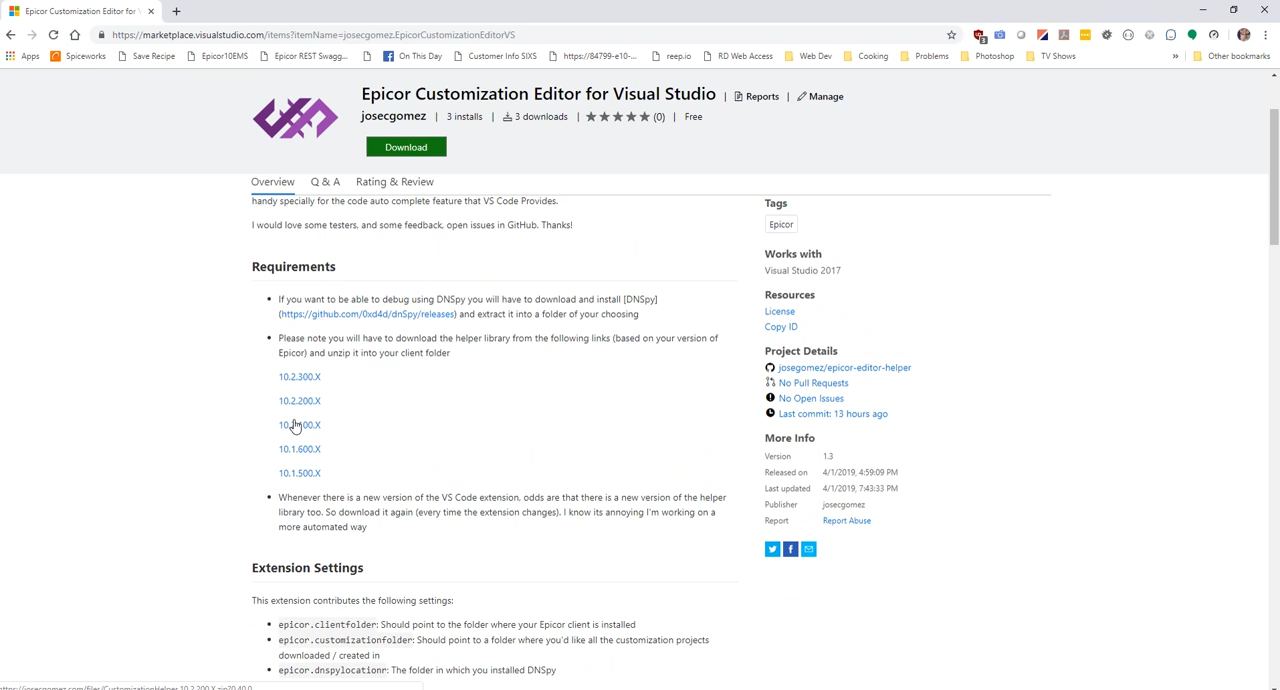 Epicor Customization Editor for
https://marketplace.visualstudio.com/items?itemName=josecgomez.EpicorCustomizationEditorVS
Apps Spiceworks Save Recipe Epicor10EMS Epicor REST Swagg... On This Day Customer Info SIXS https://84799-e10-... reep.io RD Web Access Web Dev Cooking Problems Photoshop TV Shows » Other bookmarks
Epicor Customization Editor for Visual Studio | Reports | Manage
josecgomez | 3 installs | 3 downloads | (0) | Free
Download
Overview Q & A Rating & Review
handy specially for the code auto complete feature that VS Code Provides.
I would love some testers, and some feedback, open issues in GitHub. Thanks!
Requirements
If you want to be able to debug using DNSpy you will have to download and install [DNSpy]
(https://github.com/0xd4d/dnSpy/releases) and extract it into a folder of your choosing
Please note you will have to download the helper library from the following links (based on your version of
Epicor) and unzip it into your client folder
10.2.300.X
10.2.200.X
10. 00.X
10.1.600.X
10.1.500.X
Whenever there is a new version of the VS Code extension, odds are that there is a new version of the helper
library too. So download it again (every time the extension changes). I know its annoying I'm working on a
more automated way
Extension Settings
This extension contributes the following settings:
epicor.clientfolder: Should point to the folder where your Epicor client is installed
epicor.customizationfolder: Should point to a folder where you'd like all the customization projects
downloaded / created in
epicor.dnspylocationr: The folder in which you installed DNSpy
Tags
Epicor
Works with
Visual Studio 2017
Resources
License
Copy ID
Project Details
josegomez/epicor-editor-helper
No Pull Requests
No Open Issues
Last commit: 13 hours ago
More Info
Version 1.3
Released on 4/1/2019, 4:59:09 PM
Last updated 4/1/2019, 7:43:33 PM
Publisher josecgomez
Report Report Abuse